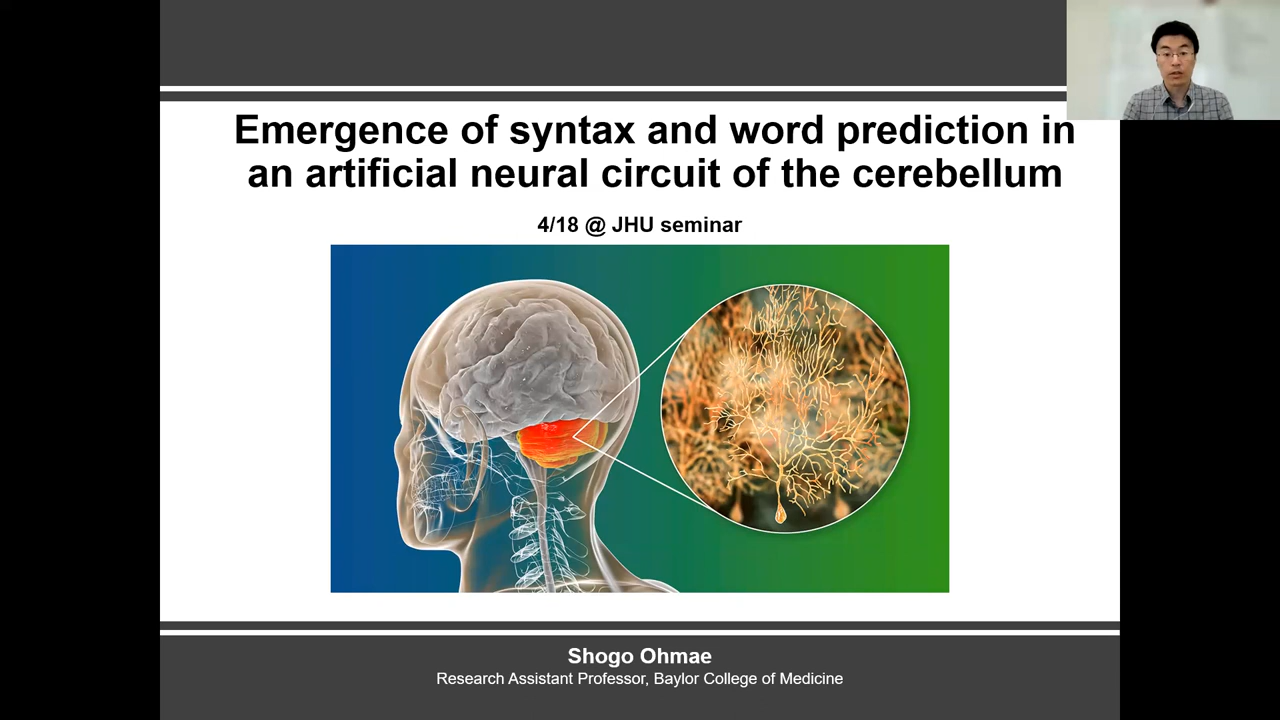 Emergence of syntax and word prediction in
an artificial neural circuit of the cerebellum
4/18 @ JHU seminar
Shogo Ohmae
Research Assistant Professor, Baylor College of Medicine